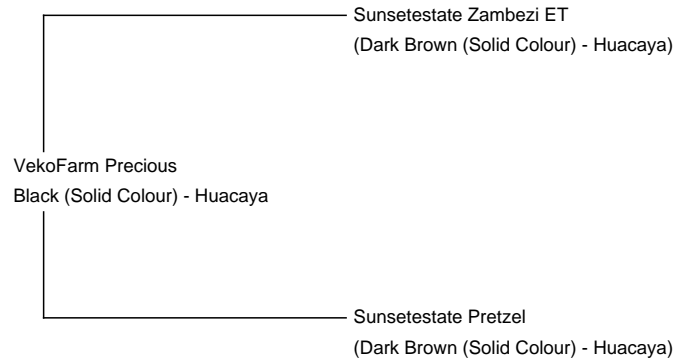 Sunsetestate Zambezi ET
(Dark Brown (Solid Colour) - Huacaya)
VekoFarm Precious
Black (Solid Colour) - Huacaya
Sunsetestate Pretzel
(Dark Brown (Solid Colour) - Huacaya)